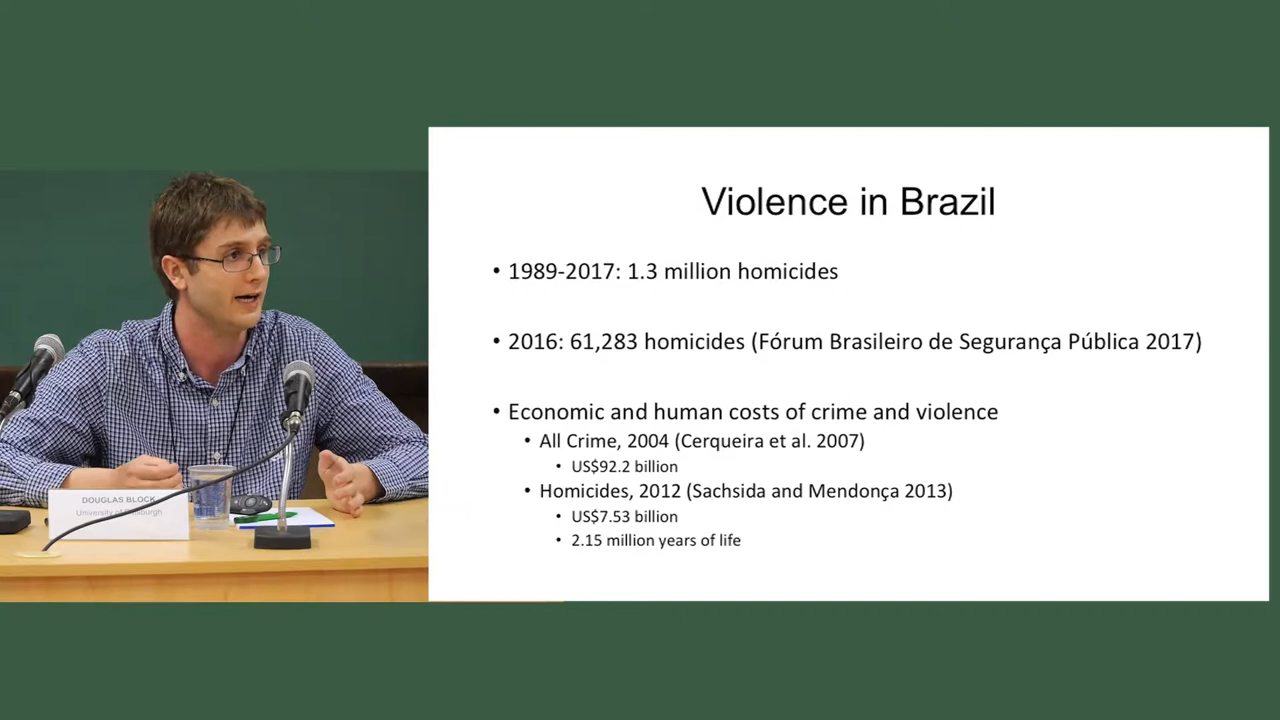 Violence in Brazil
• 1989-2017: 1.3 million homicides
• 2016: 61,283 homicides (Fórum Brasileiro de Segurança Pública 2017)
• Economic and human costs of crime and violence
• All Crime, 2004 (Cerqueira et al. 2007)
• US$92.2 billion
• Homicides, 2012 (Sachsida and Mendonça 2013)
• US$7.53 billion
• 2.15 million years of life
DOUGLAS BLOCK
University of